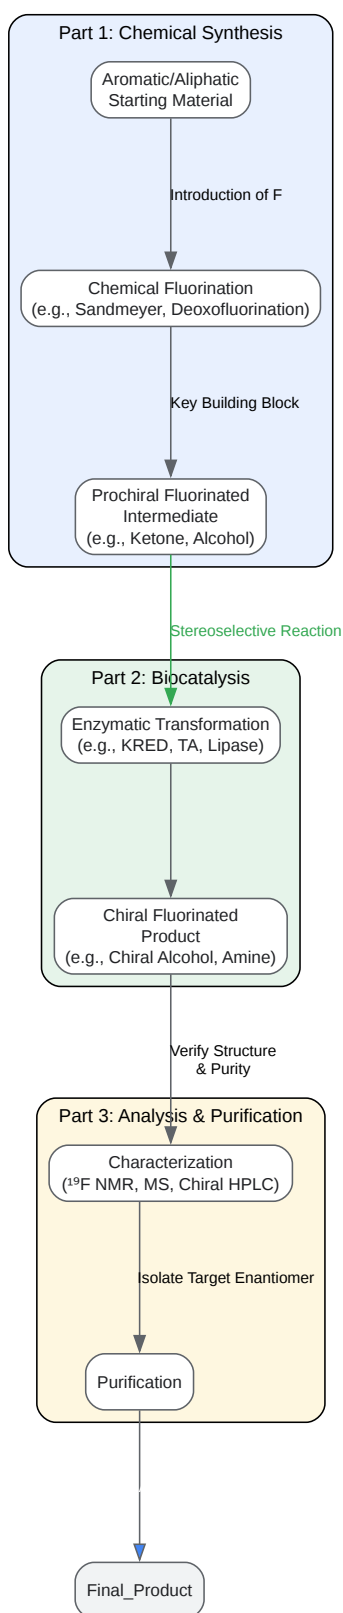 Part 1: Chemical Synthesis
Aromatic/Aliphatic
Starting Material
Introduction of F
Chemical Fluorination
(e.g., Sandmeyer, Deoxofluorination)
Key Building Block
Prochiral Fluorinated
Intermediate
(e.g., Ketone, Alcohol)
Stereoselective Reaction
Part 2: Biocatalysis
Enzymatic Transformation
(e.g., KRED, TA, Lipase)
Chiral Fluorinated
Product
(e.g., Chiral Alcohol, Amine)
Verify Structure
& Purity
Part 3: Analysis & Purification
Characterization
(¹⁹F NMR, MS, Chiral HPLC)
Isolate Target Enantiomer
Purification
Final_Product